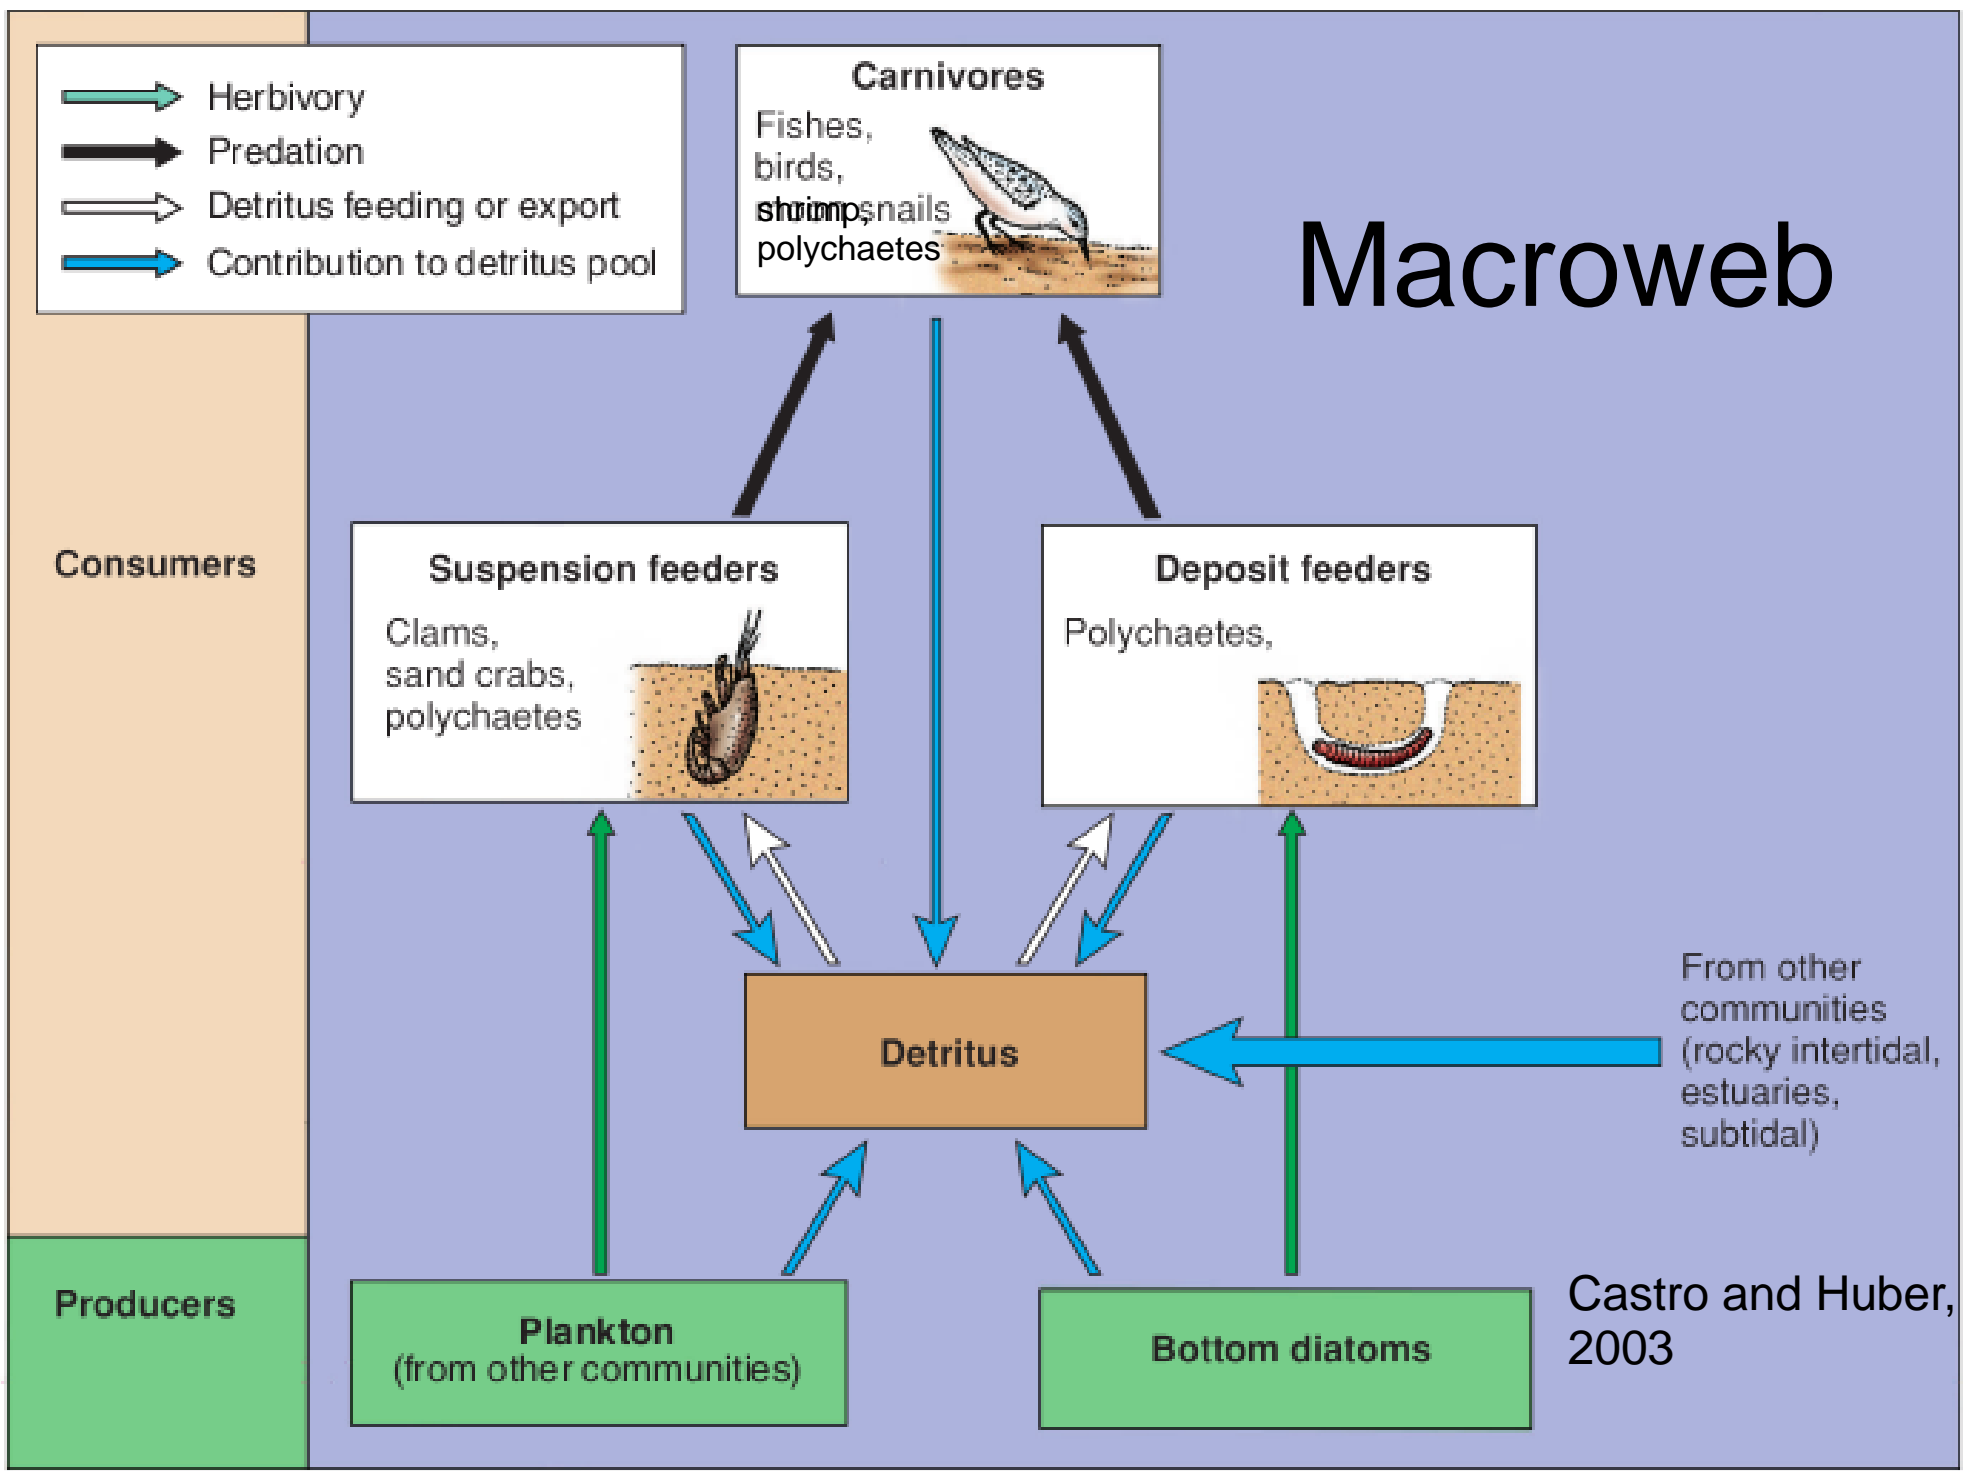 Herbivory
Predation
Detritus feeding or export
Contribution to detritus pool
Carnivores
Fishes,
birds,
shrimp, snails
polychaetes
Macroweb
Consumers
Suspension feeders
Clams,
sand crabs,
polychaetes
Deposit feeders
Polychaetes,
Detritus
From other
communities
(rocky intertidal,
estuaries,
subtidal)
Producers
Plankton
(from other communities)
Bottom diatoms
Castro and Huber,
2003